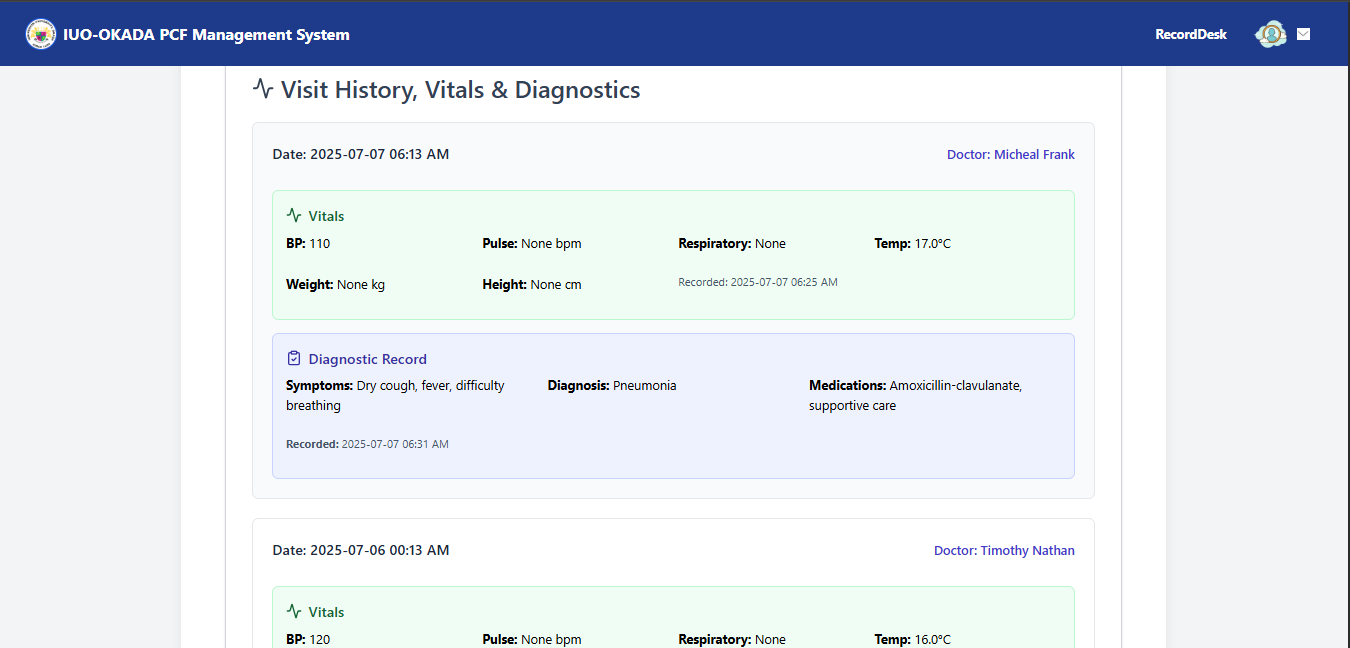 IUO-OKADA PCF Management System
RecordDesk
Visit History, Vitals & Diagnostics
Date: 2025-07-07 06:13 AM
Doctor: Micheal Frank
Vitals
BP: 110
Pulse: None bpm
Respiratory: None
Temp: 17.0°C
Weight: None kg
Height: None cm
Recorded: 2025-07-07 06:25 AM
Diagnostic Record
Symptoms: Dry cough, fever, difficulty
breathing
Diagnosis: Pneumonia
Medications: Amoxicillin-clavulanate,
supportive care
Recorded: 2025-07-07 06:31 AM
Date: 2025-07-06 00:13 AM
Doctor: Timothy Nathan
Vitals
BP: 120
Pulse: None bpm
Respiratory: None
Temp: 16.0°C